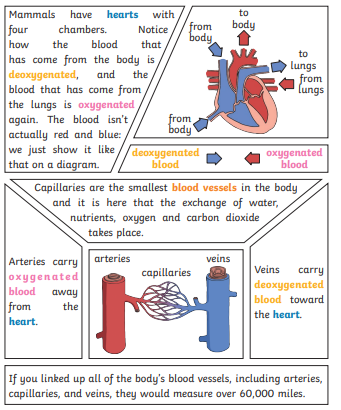 Mammals have hearts with
four chambers. Notice
how the blood that
has come from the body is
deoxygenated, and the
blood that has come from
the lungs is oxygenated
again. The blood isn't
actually red and blue:
we just show it like
that on a diagram.
from
body
to
body
to
lungs
from
lungs
from
body
deoxygenated
blood
oxygenated
blood
Capillaries are the smallest blood vessels in the body
and it is here that the exchange of water,
nutrients, oxygen and carbon dioxide
takes place.
Arteries carry
oxygenated
blood away
from the
heart.
arteries
capillaries
veins
Veins carry
deoxygenated
blood toward
the heart.
If you linked up all of the body's blood vessels, including arteries,
capillaries, and veins, they would measure over 60,000 miles.